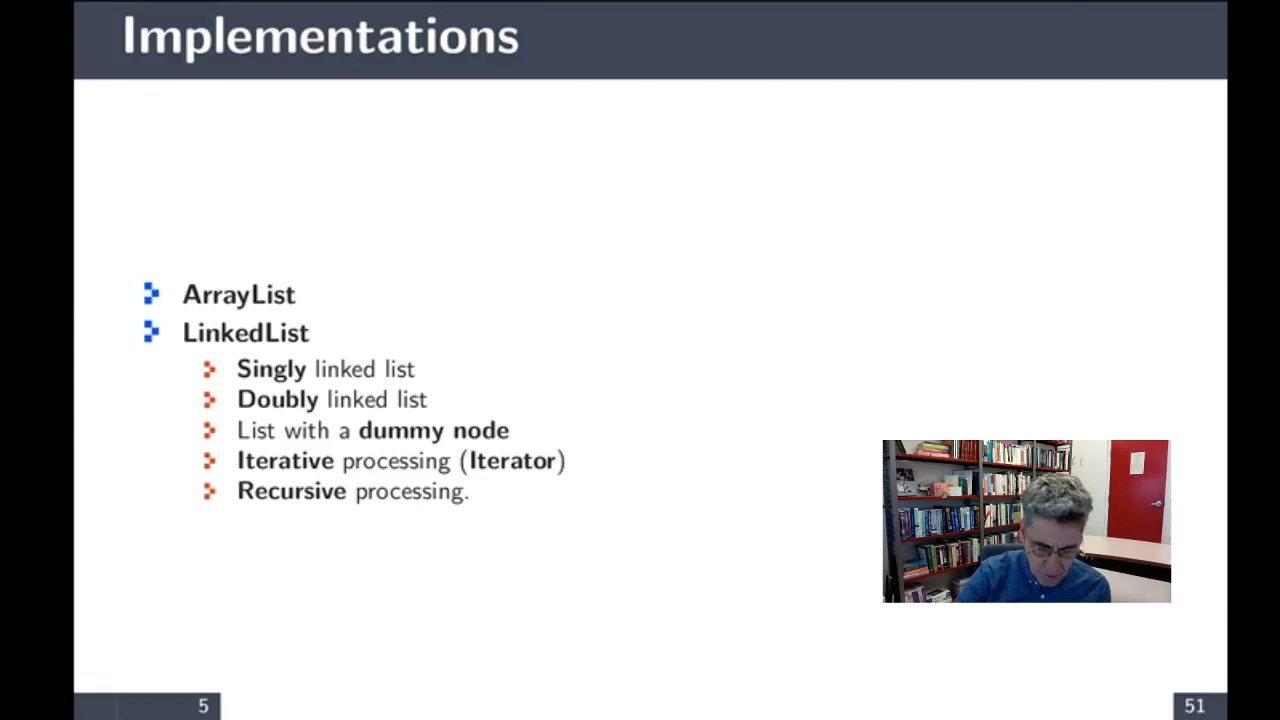 Implementations
ArrayList
LinkedList
Singly linked list
Doubly linked list
List with a dummy node
Iterative processing (Iterator)
Recursive processing.
5
51